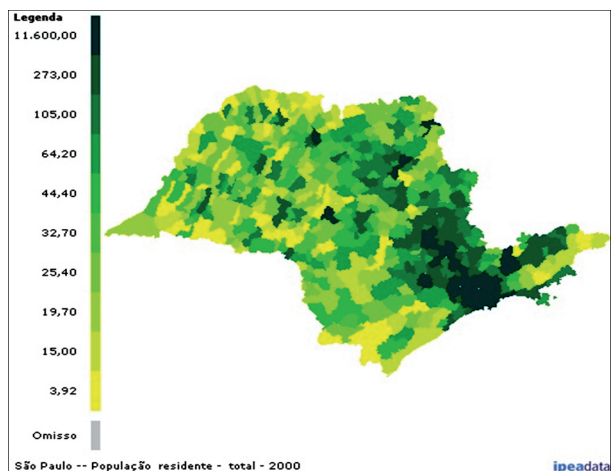 Legenda
11.600,00
273,00
105,00
64,20
44,40
32,70
25,40
19,70
15,00
3,92
Omisso
São Paulo -- População residente - total - 2000
ipeadata